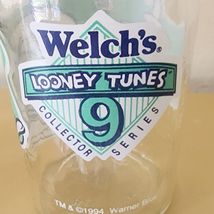 Welch's®
LOONEY TUNES
9
COLLECTOR SERIES
TM & ©1994 Warner Bros